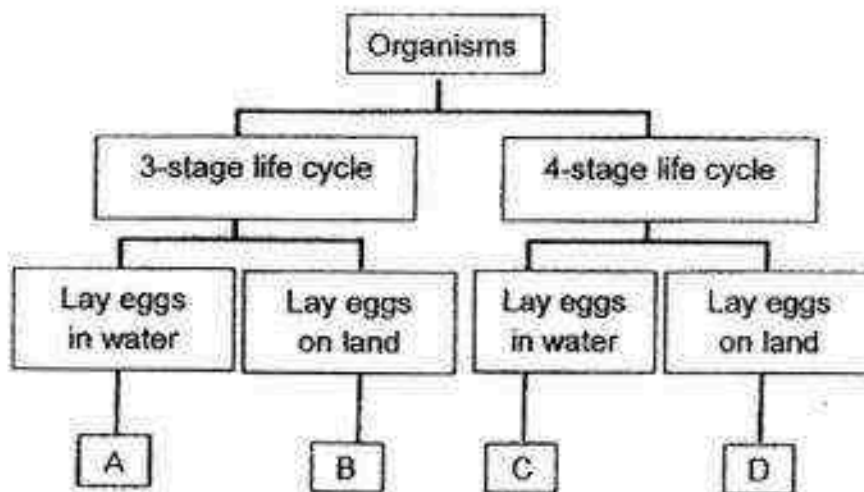 Organisms
3-stage life cycle
4-stage life cycle
Lay eggs
in water
Lay eggs
on land
Lay eggs
in water
Lay eggs
on land
A
B
C
D